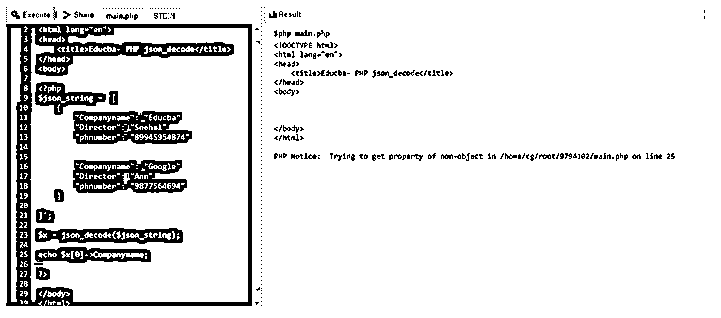 Execute
Share
main.php
STDIN
2 <html lang="en">
3 <head>
4 <title>Educba- PHP json_decode</title>
5 </head>
6 <body>
7
8 <?php
9 $json_string =
10
11 "Companyname": "Educba"
12 "Director": "Snehal"
13 "phnumber": "89945954874"
14
15
16 "Companyname": "Google"
17 "Director": "Ann"
18 "phnumber": "9877564694"
19
20
21 ]';
22
23 $x = json_decode($json_string);
24
25 echo $x[0]->Companyname;
26
27 ?>
28
29 </body>
</html>
Result
$php main.php
<!DOCTYPE html>
<html lang="en">
<head>
<title>Educba- PHP json_decode</title>
</head>
<body>
</body>
</html>
PHP Notice: Trying to get property of non-object in /home/cg/root/9794102/main.php on line 25